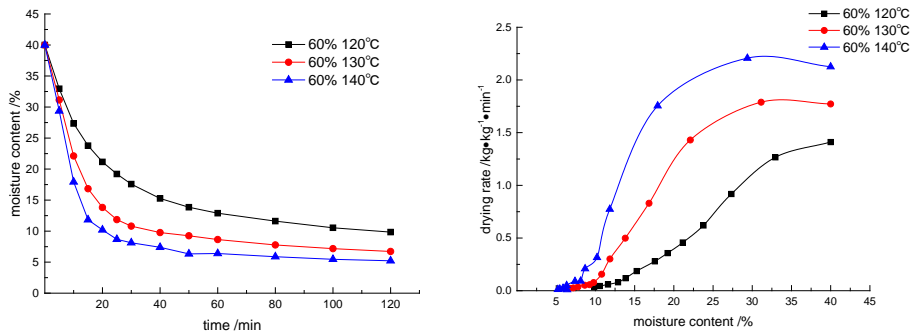 45
40
35
30
25
20
15
10
5
0
20 40 60 80 100 120
moisture content /%
time /min
60% 120°C
60% 130°C
60% 140°C
2.5
2.0
1.5
1.0
0.5
0.0
5 10 15 20 25 30 35 40 45
drying rate /kg•kg⁻¹•min⁻¹
moisture content /%
60% 120°C
60% 130°C
60% 140°C